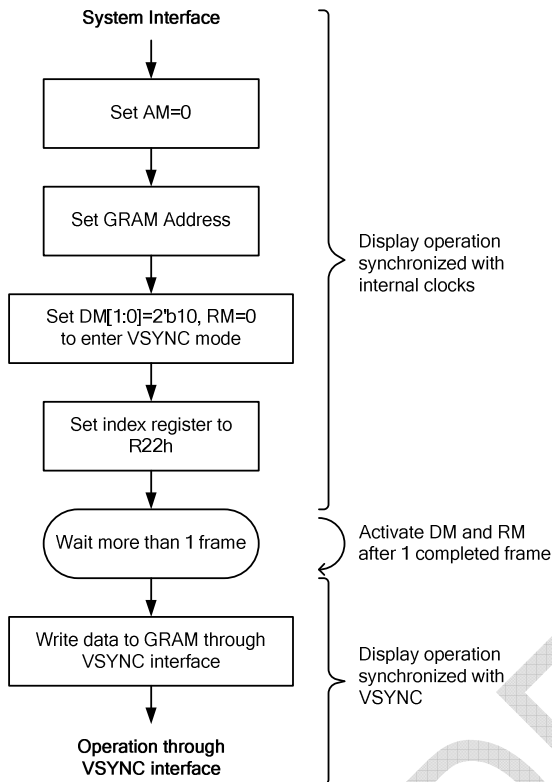 System Interface
Set AM=0
Set GRAM Address
Set DM[1:0]=2'b10, RM=0
to enter VSYNC mode
Set index register to
R22h
Display operation
synchronized with
internal clocks
Wait more than 1 frame
Activate DM and RM
after 1 completed frame
Write data to GRAM through
VSYNC interface
Display operation
synchronized with
VSYNC
Operation through
VSYNC interface